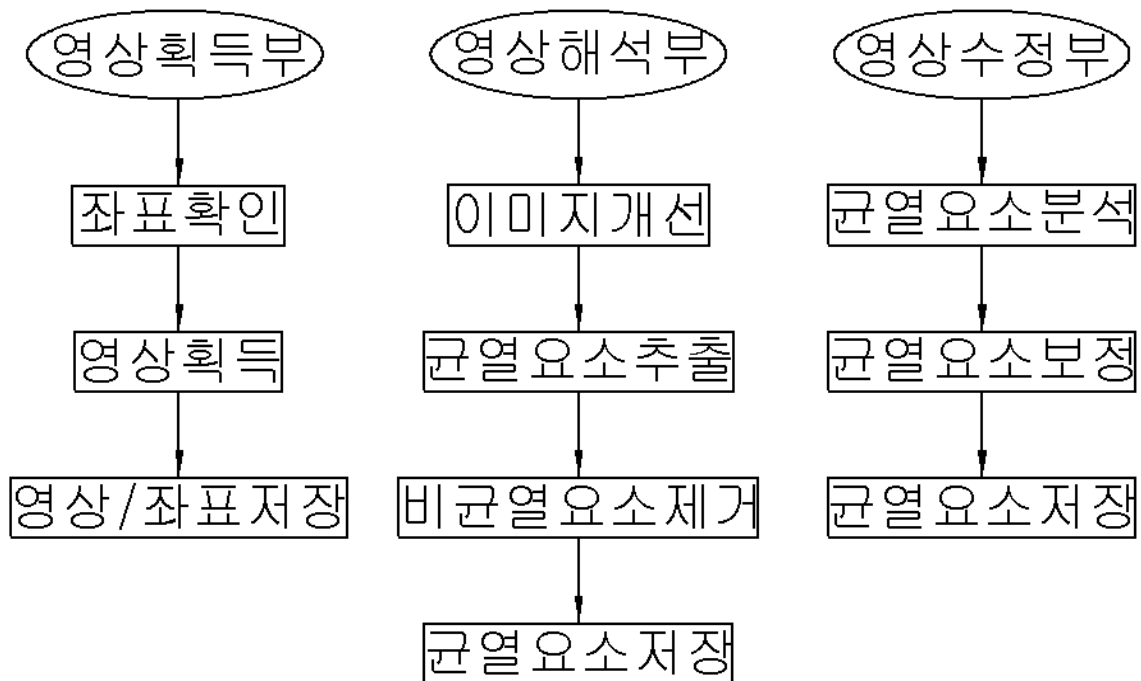 영상획득부
좌표확인
영상획득
영상/좌표저장
영상해석부
이미지개선
균열요소추출
비균열요소제거
균열요소저장
영상수정부
균열요소분석
균열요소보정
균열요소저장